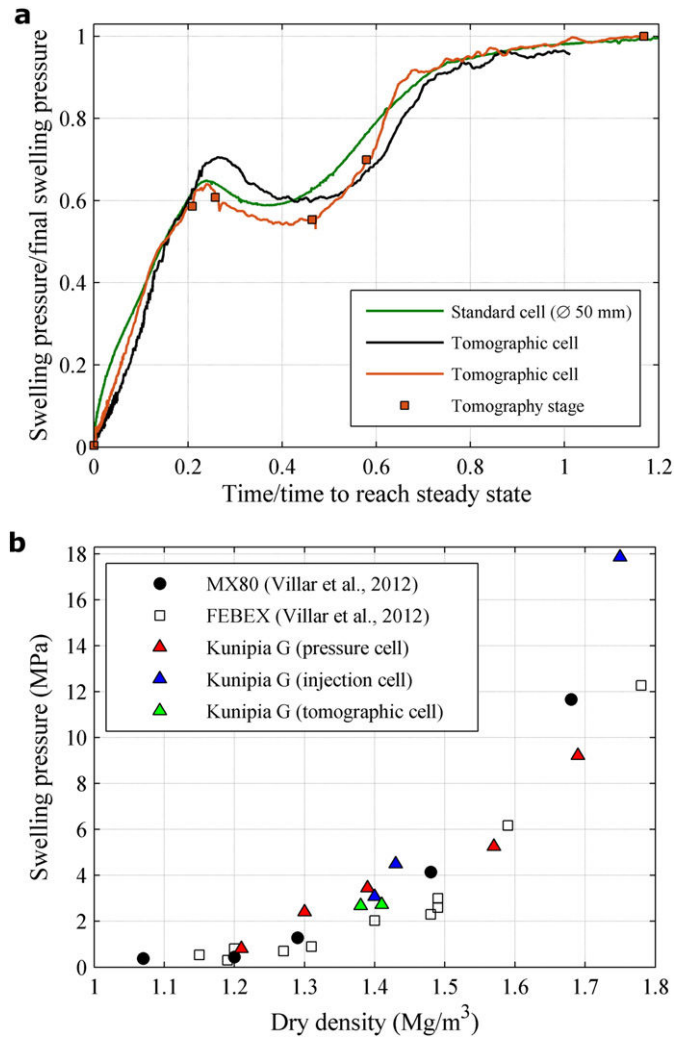 a
Swelling pressure/final swelling pressure
1
0.8
0.6
0.4
0.2
0
0 0.2 0.4 0.6 0.8 1 1.2
Standard cell (∅ 50 mm)
Tomographic cell
Tomographic cell
Tomography stage
Time/time to reach steady state
b
Swelling pressure (MPa)
18
16
14
12
10
8
6
4
2
0
MX80 (Villar et al., 2012)
FEBEX (Villar et al., 2012)
Kunipia G (pressure cell)
Kunipia G (injection cell)
Kunipia G (tomographic cell)
1 1.1 1.2 1.3 1.4 1.5 1.6 1.7 1.8
Dry density (Mg/m³)